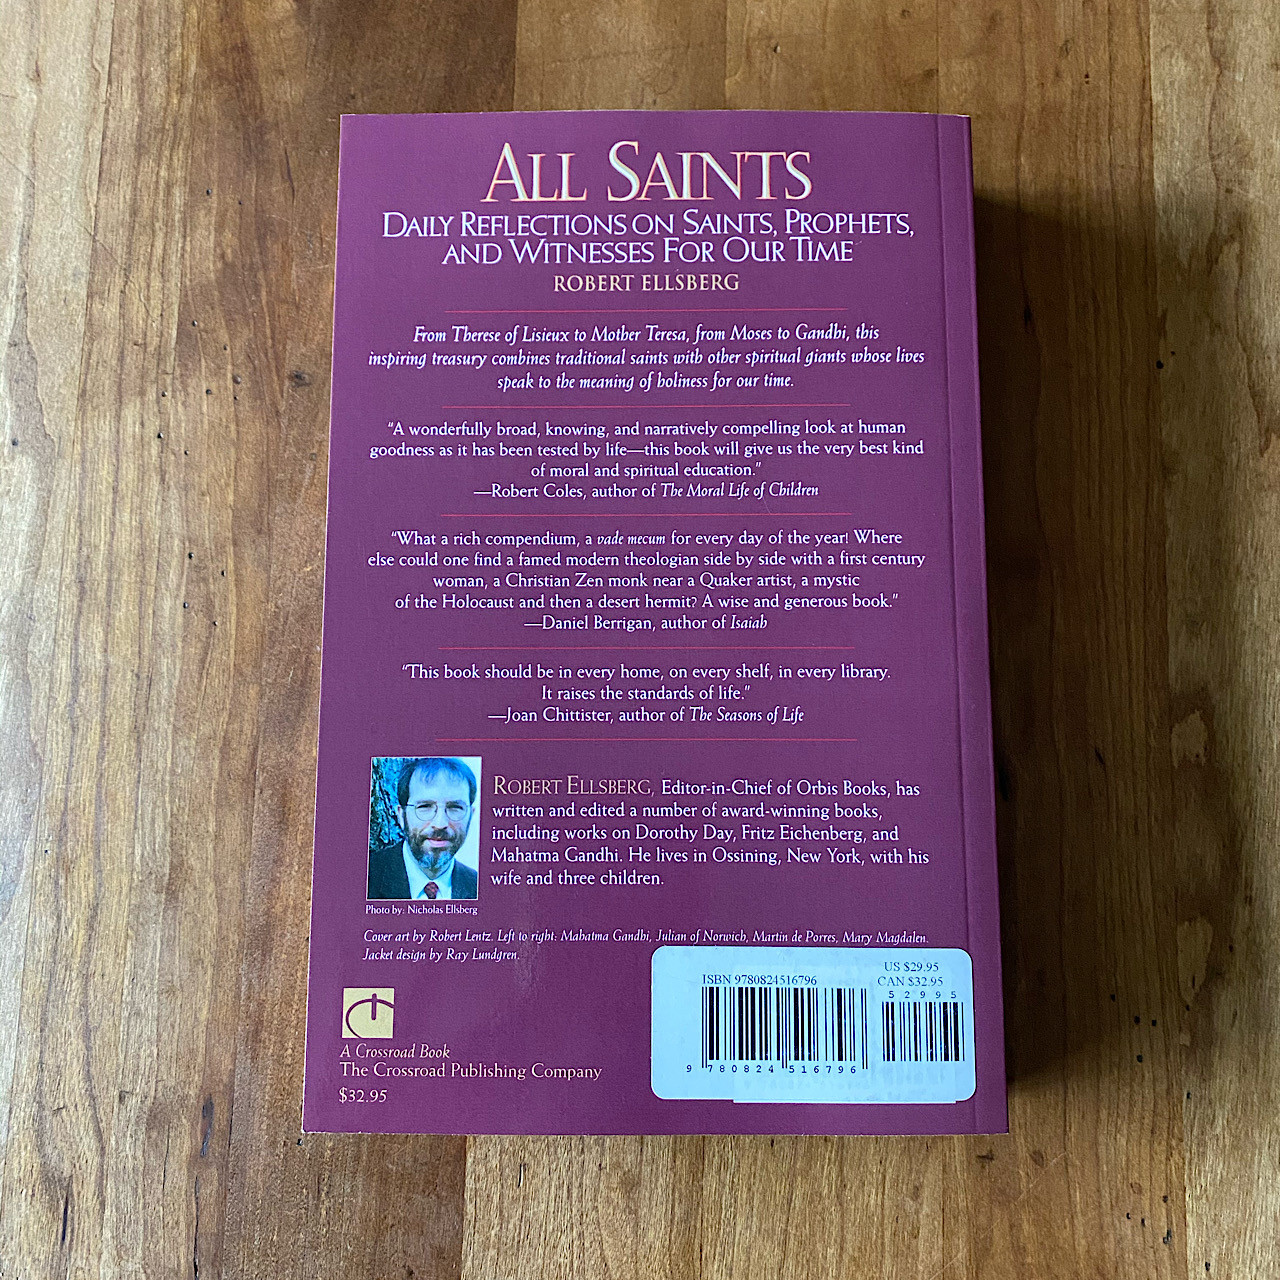 ALL SAINTS
DAILY REFLECTIONS ON SAINTS, PROPHETS,
AND WITNESSES FOR OUR TIME
ROBERT ELLSBERG
From Therese of Lisieux to Mother Teresa, from Moses to Gandhi, this
inspiring treasury combines traditional saints with other spiritual giants whose lives
speak to the meaning of holiness for our time.
“A wonderfully broad, knowing, and narratively compelling look at human
goodness as it has been tested by life—this book will give us the very best kind
of moral and spiritual education.”
—Robert Coles, author of The Moral Life of Children
“What a rich compendium, a vade mecum for every day of the year! Where
else could one find a famed modern theologian side by side with a first century
woman, a Christian Zen monk near a Quaker artist, a mystic
of the Holocaust and then a desert hermit? A wise and generous book.”
—Daniel Berrigan, author of Isaiah
“This book should be in every home, on every shelf, in every library.
It raises the standards of life.”
—Joan Chittister, author of The Seasons of Life
ROBERT ELLSBERG, Editor-in-Chief of Orbis Books, has
written and edited a number of award-winning books,
including works on Dorothy Day, Fritz Eichenberg, and
Mahatma Gandhi. He lives in Ossining, New York, with his
wife and three children.
Photo by: Nicholas Ellsberg
Cover art by Robert Lentz. Left to right: Mahatma Gandhi, Julian of Norwich, Martin de Porres, Mary Magdalen.
Jacket design by Ray Lundgren.
A Crossroad Book
The Crossroad Publishing Company
$32.95
US $29.95
ISBN 9780824516796 CAN $32.95
52995
9 780824 516796